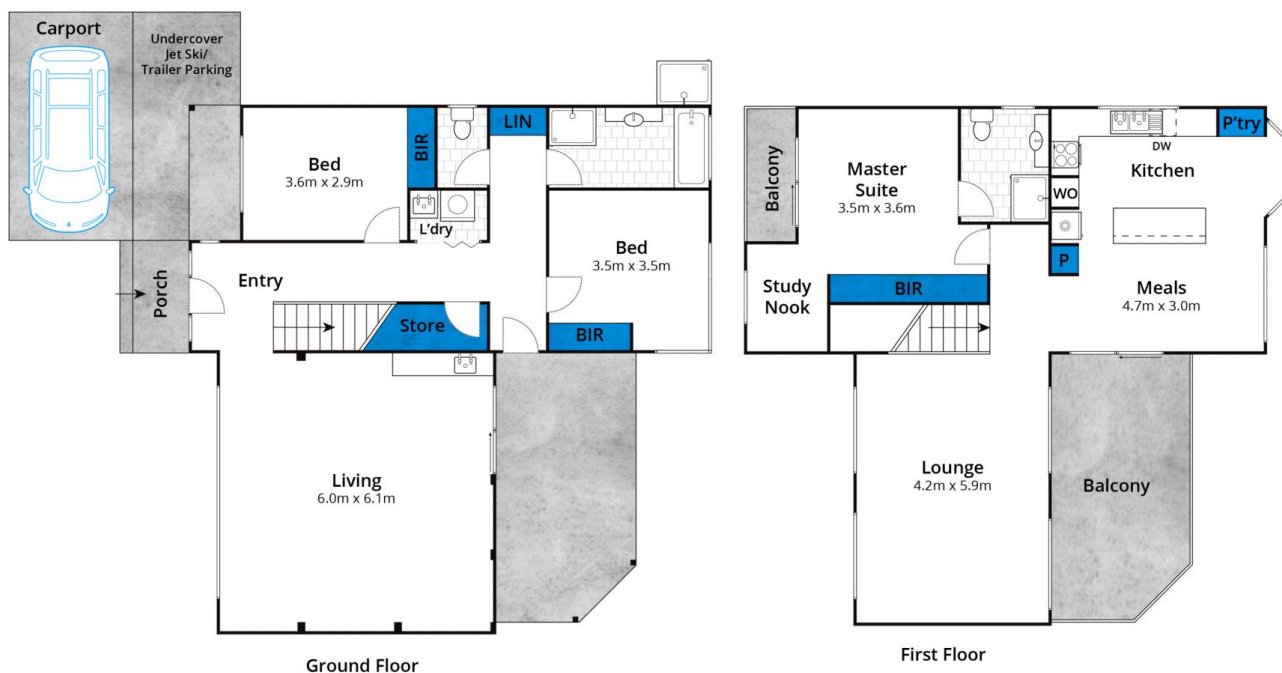 Carport
Undercover
Jet Ski/
Trailer Parking
Bed
3.6m x 2.9m
BIR
LIN
L'dry
Bed
3.5m x 3.5m
BIR
Porch
Entry
Store
Living
6.0m x 6.1m
Ground Floor
Balcony
Master
Suite
3.5m x 3.6m
Study
Nook
BIR
DW
P'try
Kitchen
WO
P
Meals
4.7m x 3.0m
Lounge
4.2m x 5.9m
Balcony
First Floor